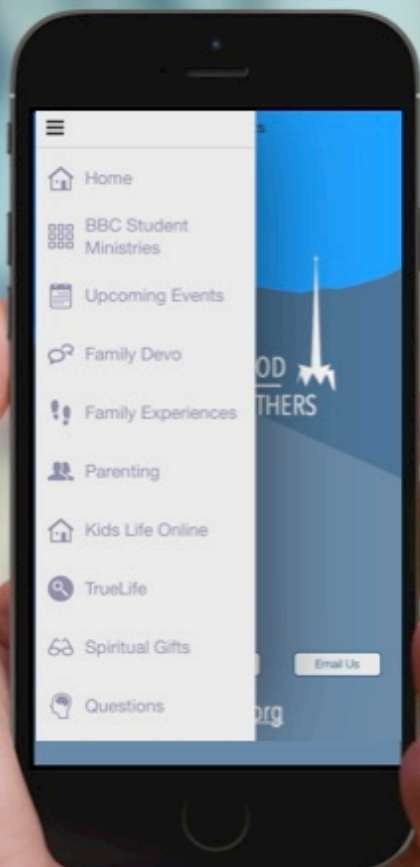 Home
BBC Student
Ministries
Upcoming Events
Family Devo
Family Experiences
Parenting
Kids Life Online
TrueLife
Spiritual Gifts
Questions
OD
THERS
Email Us
org